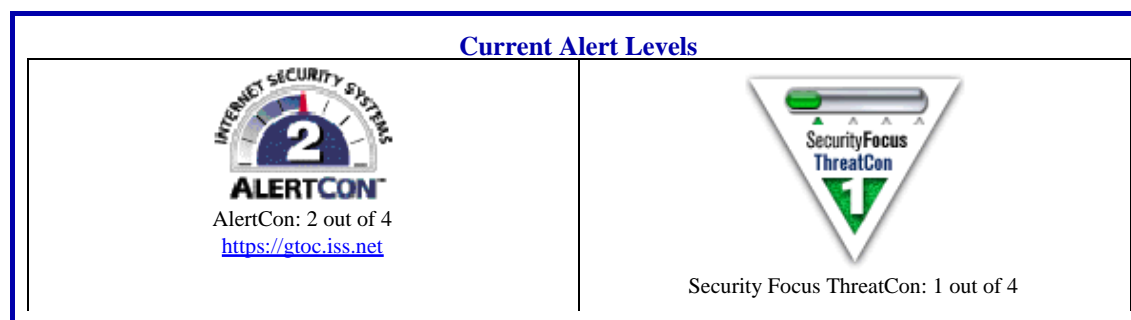 Current Alert Levels
INTERNET SECURITY SYSTEMS
2
ALERTCON™
AlertCon: 2 out of 4
https://gtoc.iss.net
SecurityFocus
ThreatCon
1
Security Focus ThreatCon: 1 out of 4